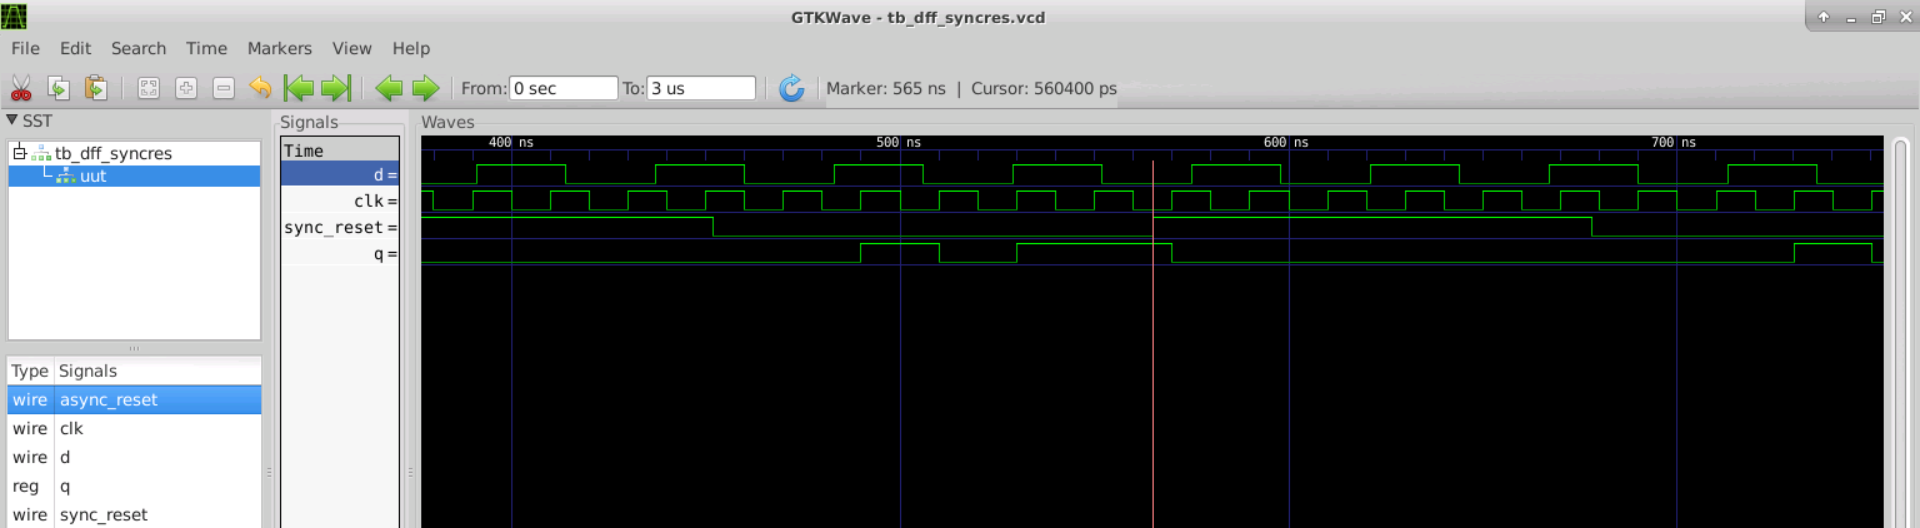 GTKWave - tb_dff_syncres.vcd
File Edit Search Time Markers View Help
From: 0 sec To: 3 us Marker: 565 ns | Cursor: 560400 ps
SST
tb_dff_syncres
uut
Type Signals
wire async_reset
wire clk
wire d
reg q
wire sync_reset
Signals
Time
d =
clk =
sync_reset =
q =
Waves
400 ns 500 ns 600 ns 700 ns